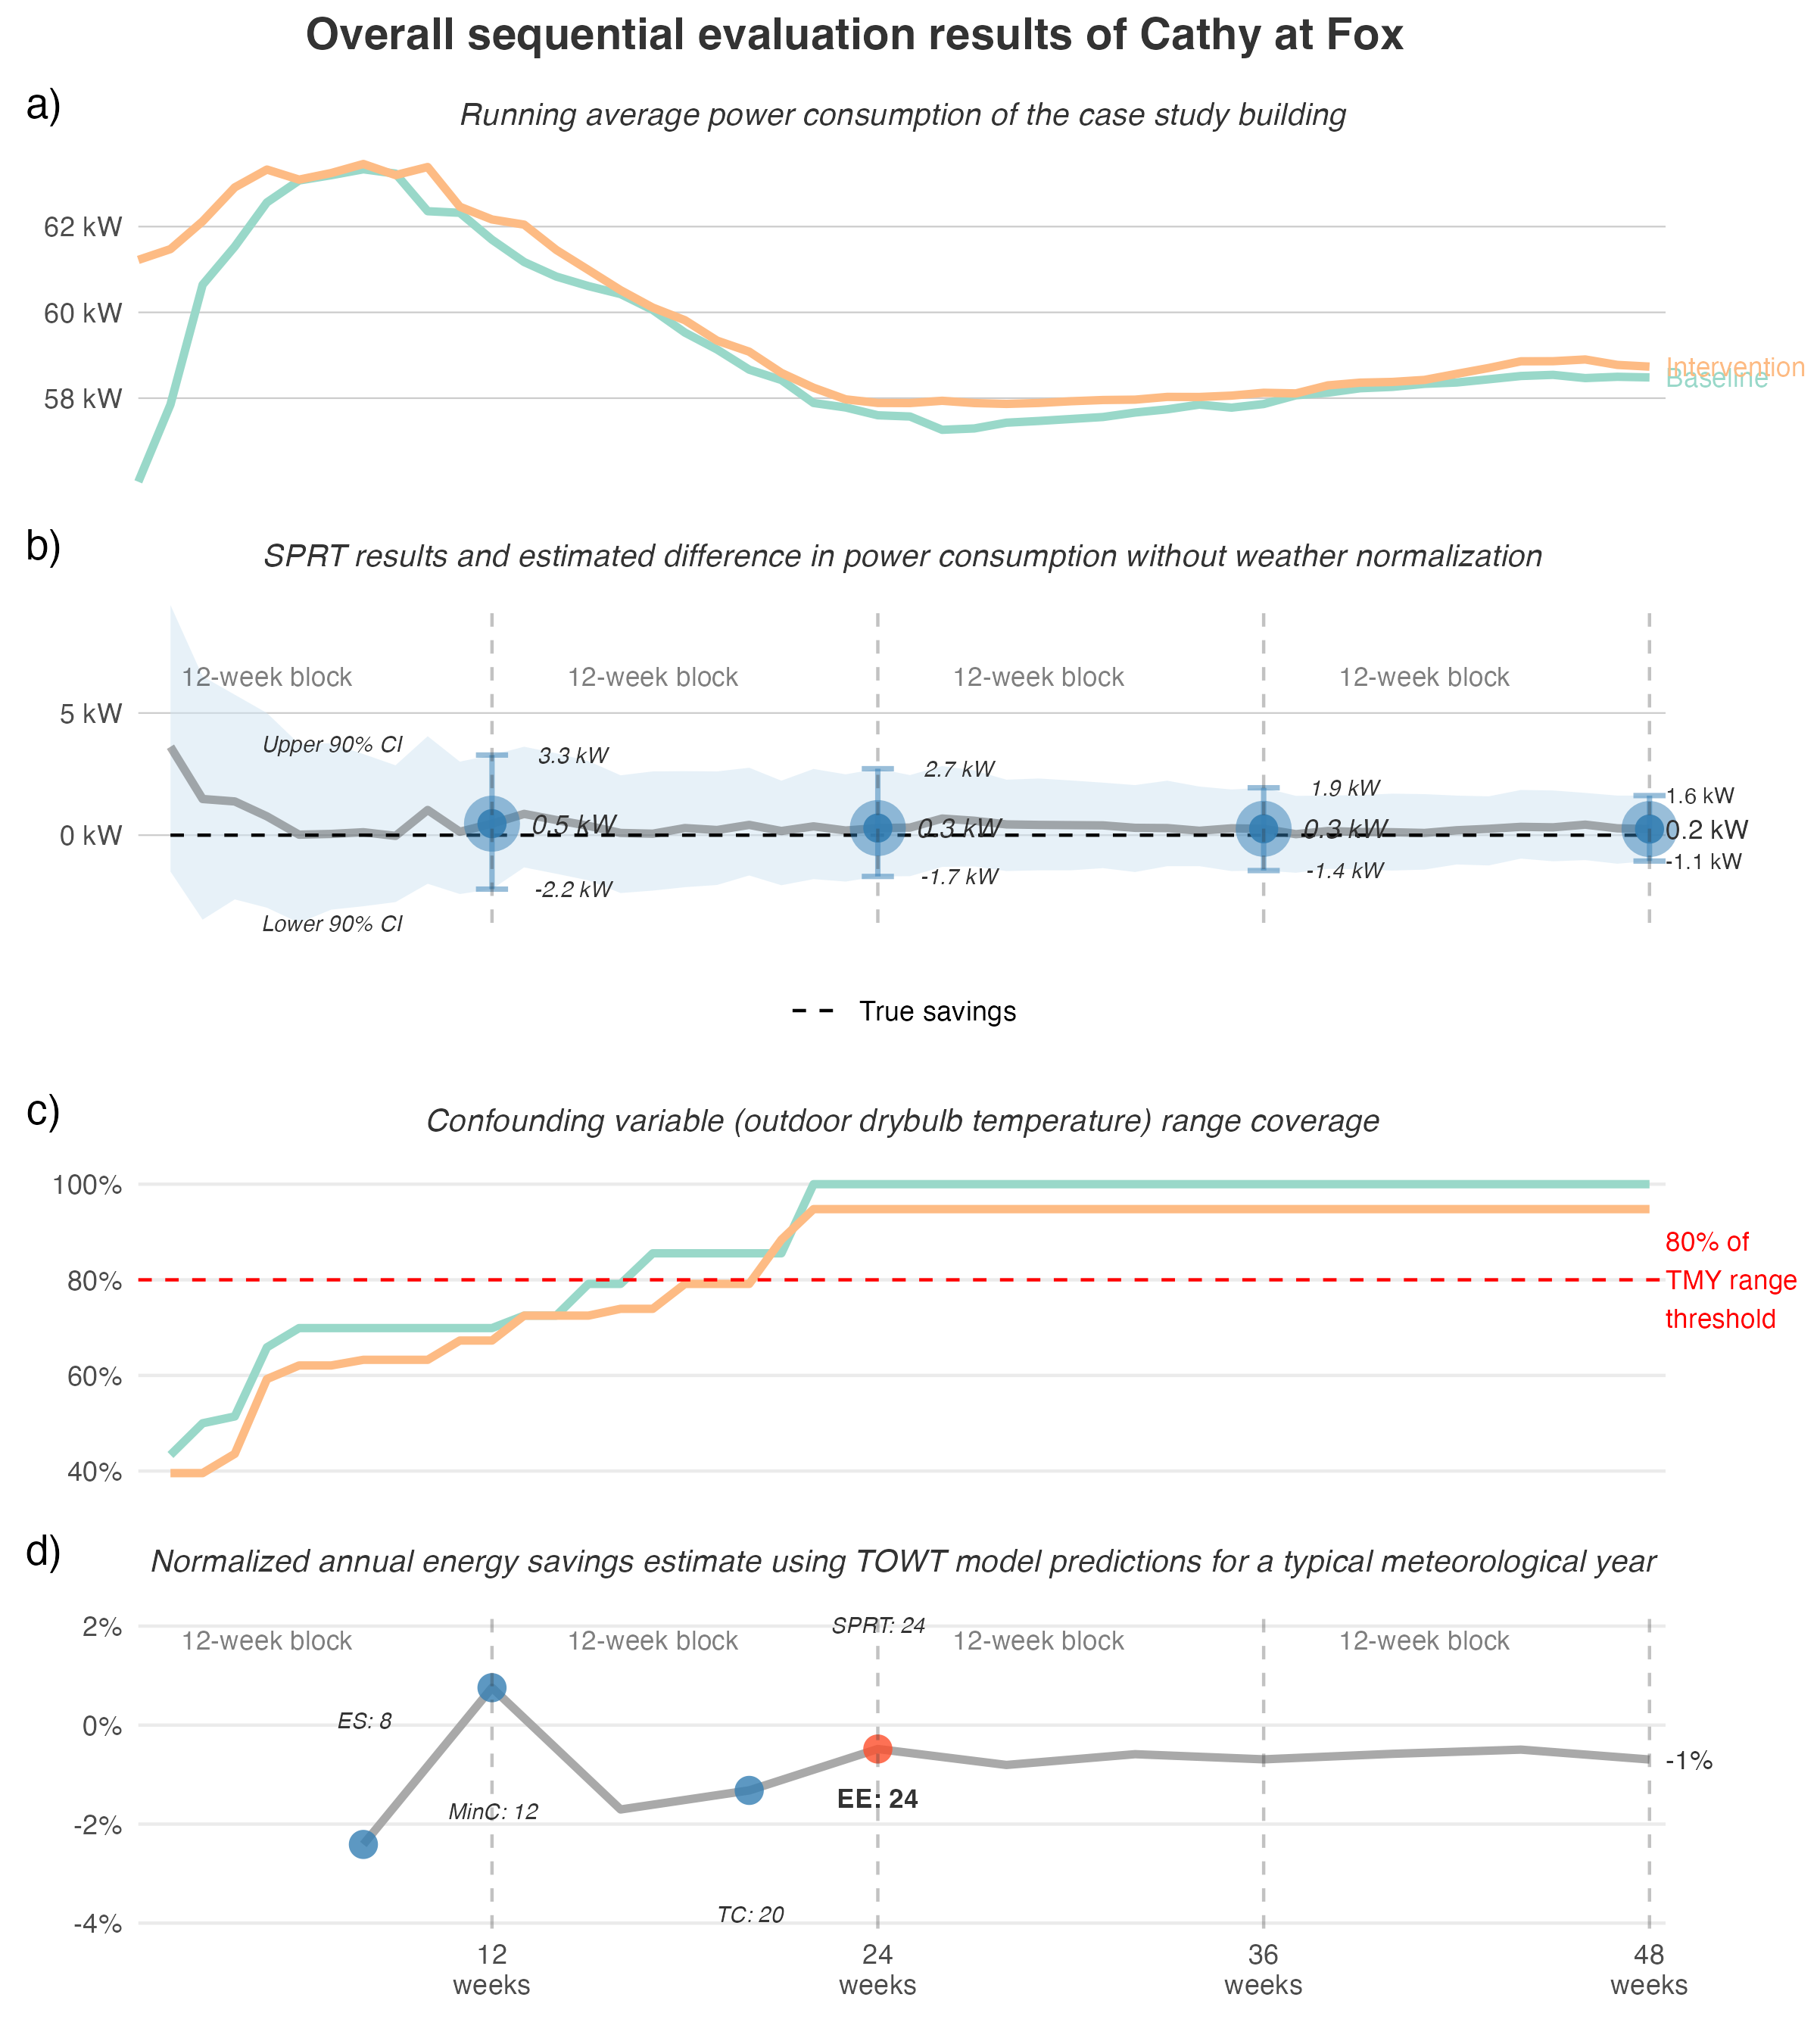 Overall sequential evaluation results of Cathy at Fox
a)
Running average power consumption of the case study building
62 kW
60 kW
58 kW
Intervention
Baseline
b)
SPRT results and estimated difference in power consumption without weather normalization
12-week block
12-week block
12-week block
12-week block
5 kW
0 kW
Upper 90% CI
Lower 90% CI
3.3 kW
0.5 kW
-2.2 kW
2.7 kW
0.3 kW
-1.7 kW
1.9 kW
0.3 kW
-1.4 kW
1.6 kW
0.2 kW
-1.1 kW
True savings
c)
Confounding variable (outdoor drybulb temperature) range coverage
100%
80%
60%
40%
80% of
TMY range
threshold
d)
Normalized annual energy savings estimate using TOWT model predictions for a typical meteorological year
2%
0%
-2%
-4%
12-week block
12-week block
12-week block
12-week block
SPRT: 24
ES: 8
MinC: 12
TC: 20
EE: 24
-1%
12
weeks
24
weeks
36
weeks
48
weeks